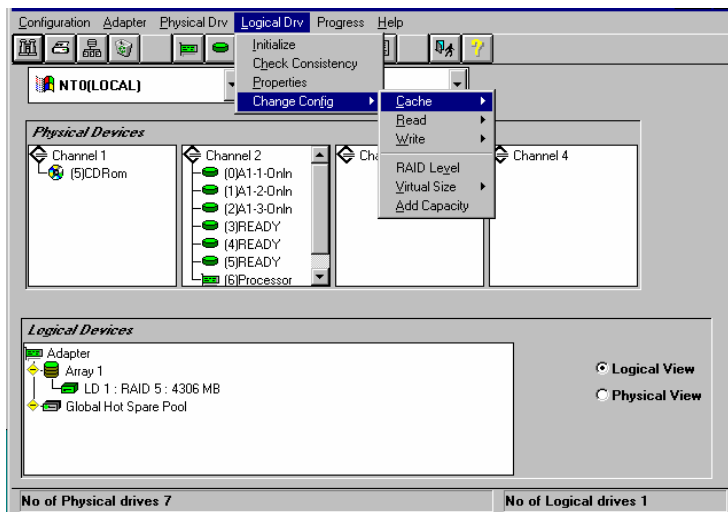 Configuration Adapter Physical Drv Logical Drv Progress Help
Initialize
Check Consistency
Properties
Change Config
NT0(LOCAL)
Cache
Read
Write
RAID Level
Virtual Size
Add Capacity
Physical Devices
Channel 1
(5)CDRom
Channel 2
(0)A1-1-Onln
(1)A1-2-Onln
(2)A1-3-Onln
(3)READY
(4)READY
(5)READY
(6)Processor
Cha
Channel 4
Logical Devices
Adapter
Array 1
LD 1 : RAID 5 : 4306 MB
Global Hot Spare Pool
Logical View
Physical View
No of Physical drives 7
No of Logical drives 1